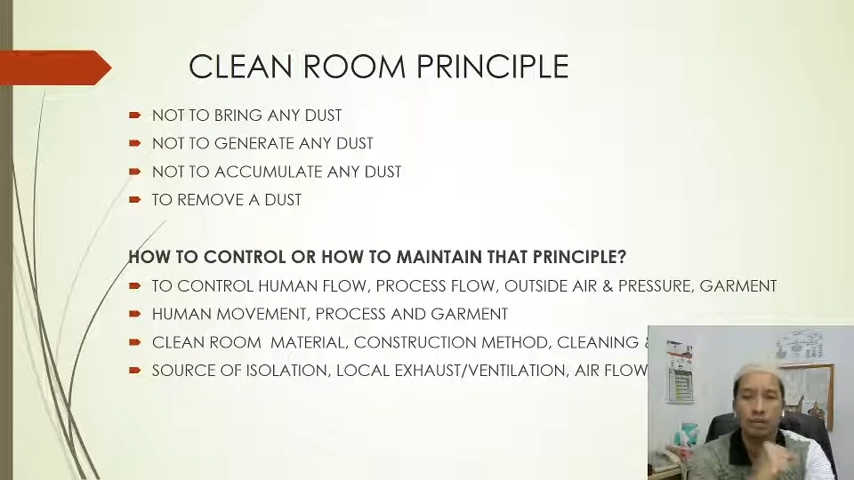 CLEAN ROOM PRINCIPLE
NOT TO BRING ANY DUST
NOT TO GENERATE ANY DUST
NOT TO ACCUMULATE ANY DUST
TO REMOVE A DUST
HOW TO CONTROL OR HOW TO MAINTAIN THAT PRINCIPLE?
TO CONTROL HUMAN FLOW, PROCESS FLOW, OUTSIDE AIR & PRESSURE, GARMENT
HUMAN MOVEMENT, PROCESS AND GARMENT
CLEAN ROOM MATERIAL, CONSTRUCTION METHOD, CLEANING &
SOURCE OF ISOLATION, LOCAL EXHAUST/VENTILATION, AIR FLOW